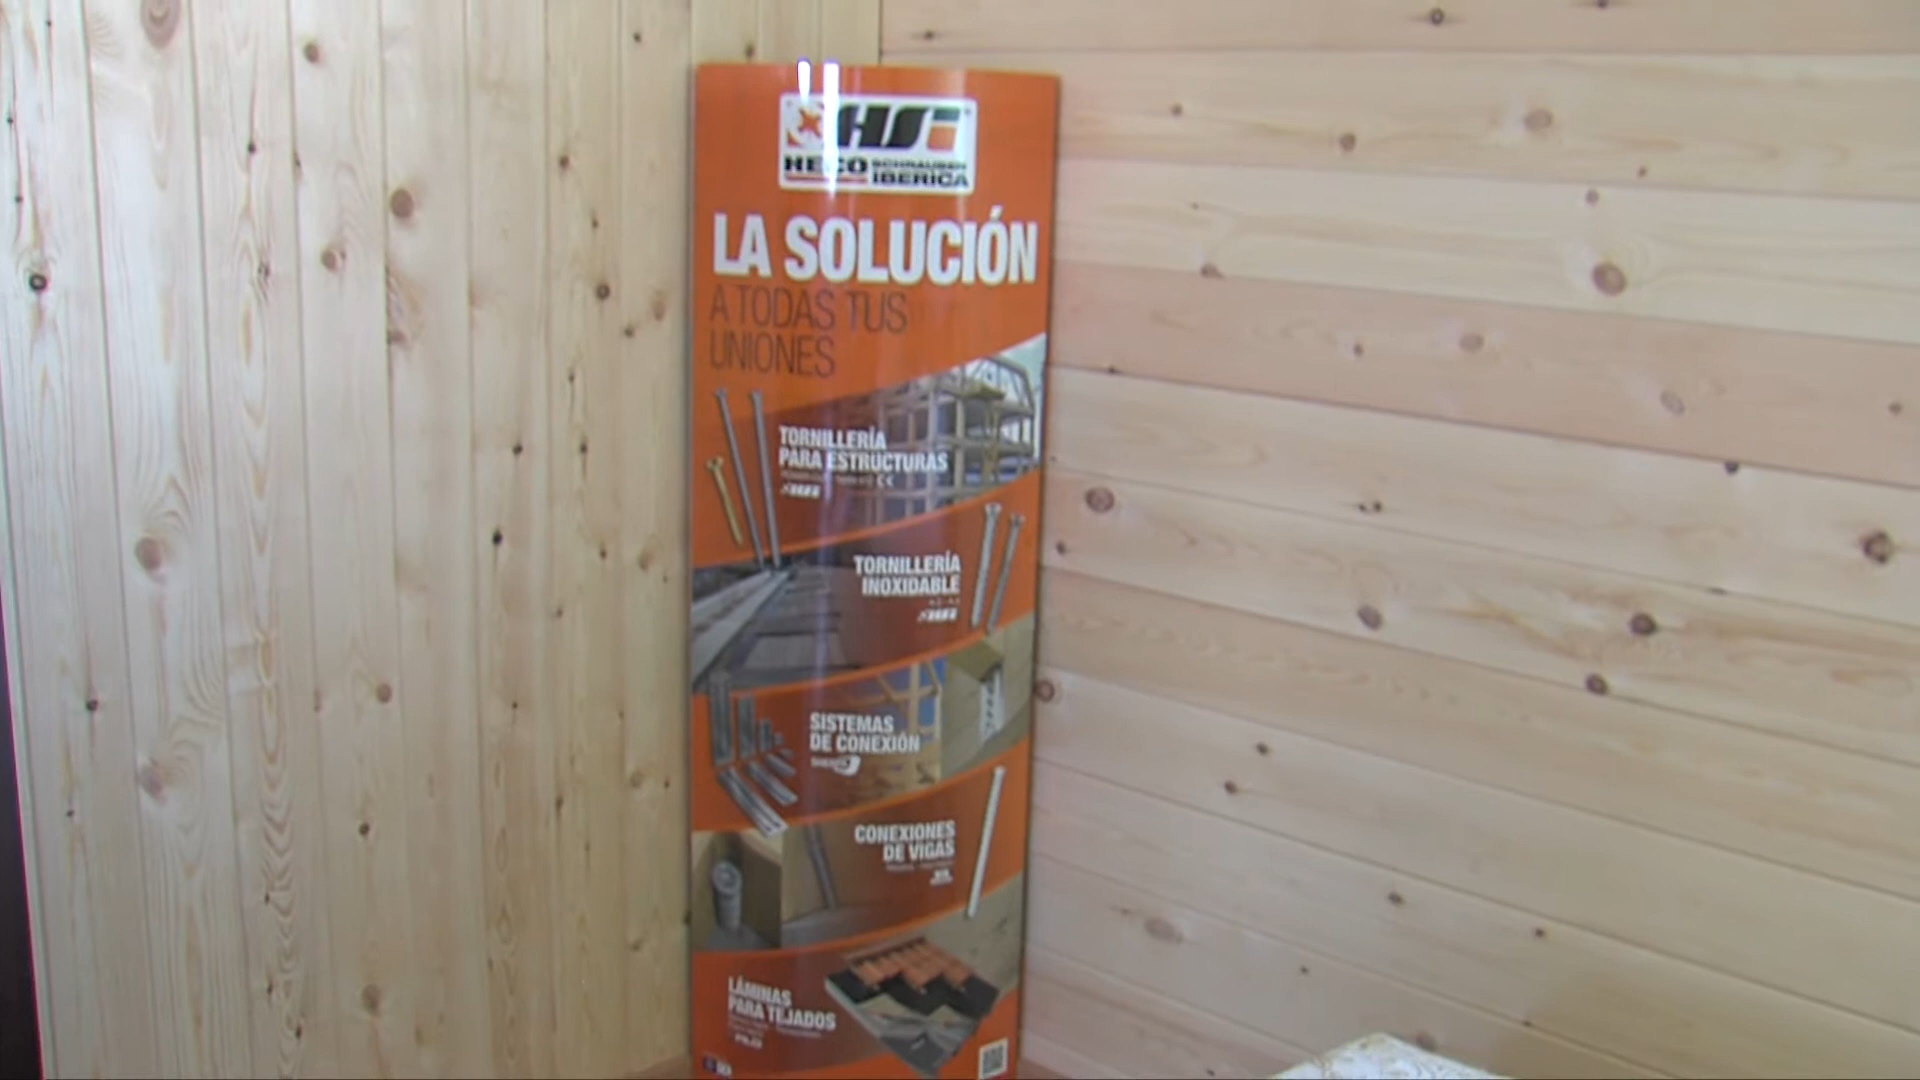 HSi
HECO SCHRAUBEN
IBERICA
LA SOLUCIÓN
A TODAS TUS
UNIONES
TORNILLERÍA
PARA ESTRUCTURAS
CE
TORNILLERÍA
INOXIDABLE
SISTEMAS
DE CONEXIÓN
CONEXIONES
DE VIGAS
LÁMINAS
PARA TEJADOS